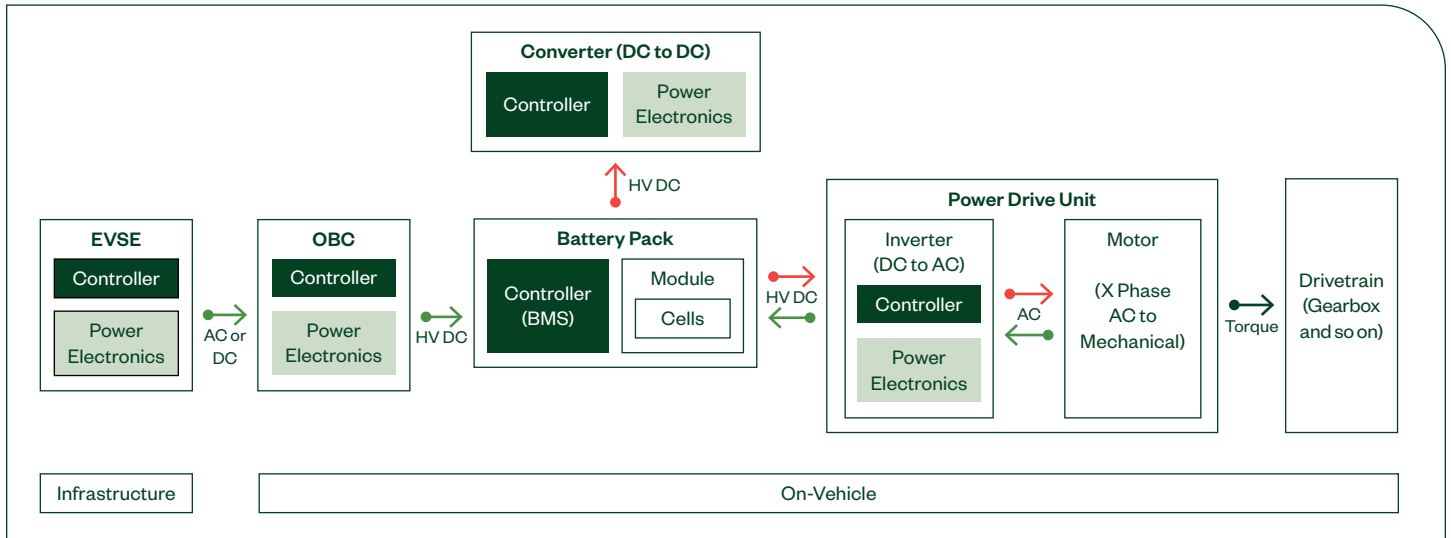 Converter (DC to DC)
Controller
Power
Electronics
HV DC
EVSE
Controller
Power
Electronics
AC or
DC
OBC
Controller
Power
Electronics
HV DC
Battery Pack
Controller
(BMS)
Module
Cells
HV DC
Power Drive Unit
Inverter
(DC to AC)
Controller
Power
Electronics
AC
Motor
(X Phase
AC to
Mechanical)
Torque
Drivetrain
(Gearbox
and so on)
Infrastructure
On-Vehicle